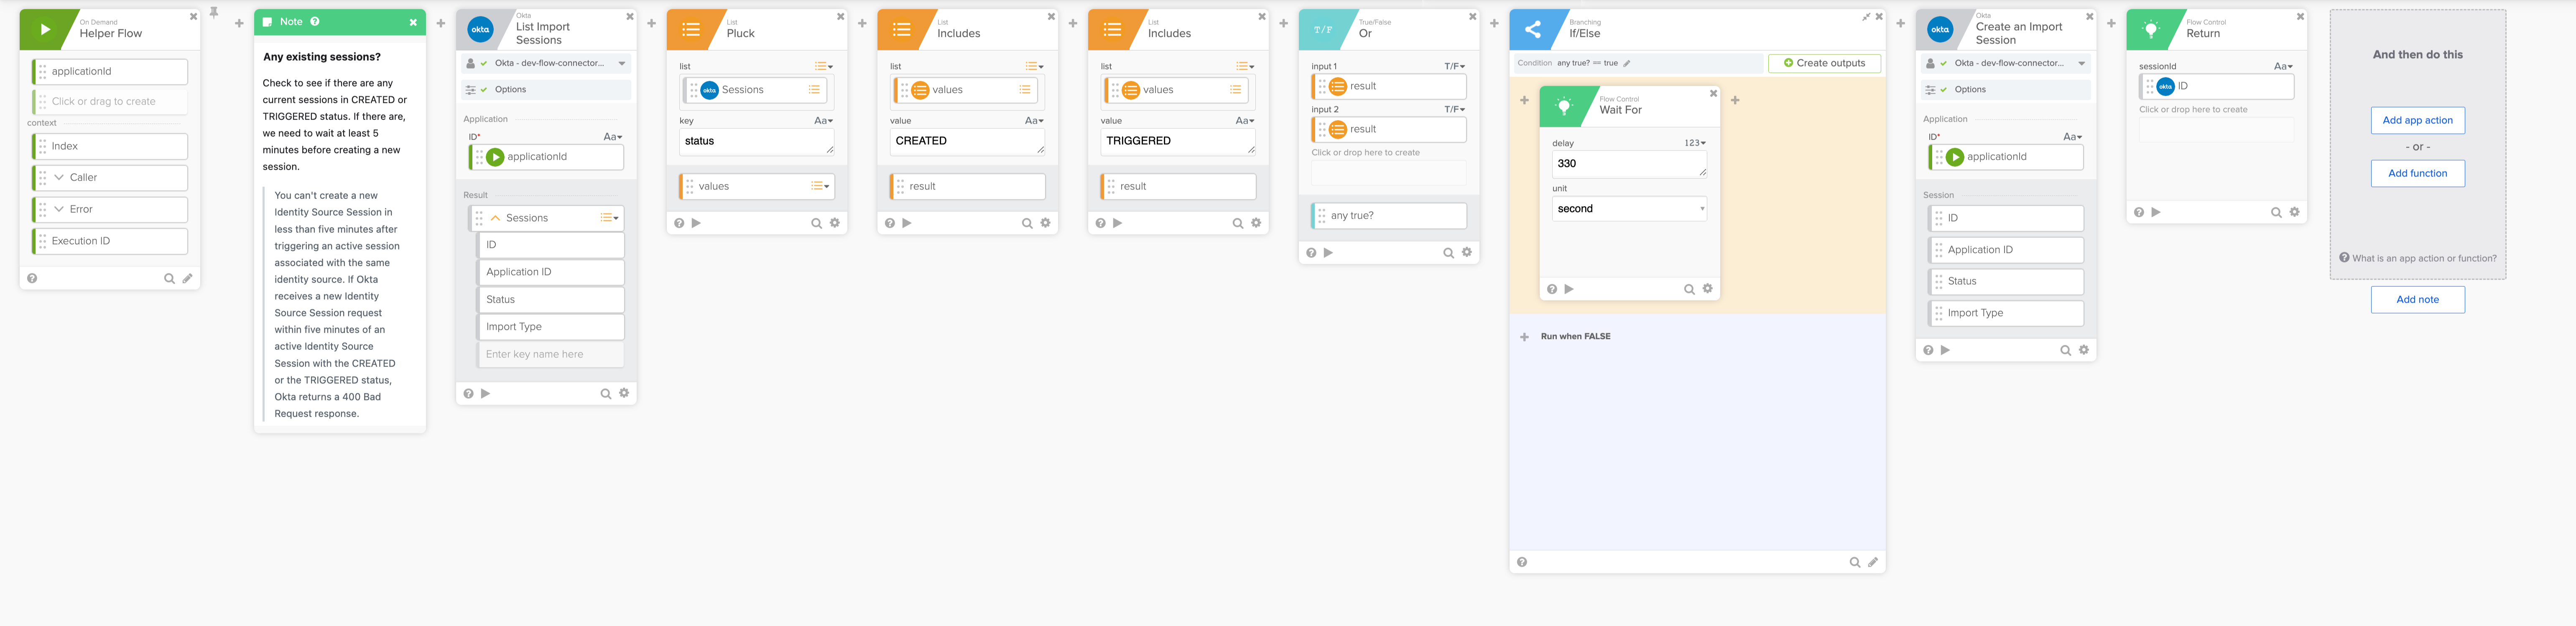 On Demand
Helper Flow
applicationId
Click or drag to create
context
Index
Caller
Error
Execution ID
Note
Any existing sessions?
Check to see if there are any
current sessions in CREATED or
TRIGGERED status. If there are,
we need to wait at least 5
minutes before creating a new
session.
You can't create a new
Identity Source Session in
less than five minutes after
triggering an active session
associated with the same
identity source. If Okta
receives a new Identity
Source Session request
within five minutes of an
active Identity Source
Session with the CREATED
or the TRIGGERED status,
Okta returns a 400 Bad
Request response.
okta
Okta
List Import
Sessions
Okta - dev-flow-connector...
Options
Application
ID*
Aa
applicationId
Result
Sessions
ID
Application ID
Status
Import Type
Enter key name here
List
Pluck
list
okta Sessions
key
Aa
status
values
List
Includes
list
values
value
Aa
CREATED
result
List
Includes
list
values
value
Aa
TRIGGERED
result
T/F
True/False
Or
input 1
T/F
result
input 2
T/F
result
Click or drop here to create
any true?
Branching
If/Else
Condition any true? == true
Create outputs
Flow Control
Wait For
delay
123
330
unit
second
Run when FALSE
okta
Okta
Create an Import
Session
Okta - dev-flow-connector...
Options
Application
ID*
Aa
applicationId
Session
ID
Application ID
Status
Import Type
Flow Control
Return
sessionId
Aa
okta ID
Click or drop here to create
And then do this
Add app action
- or -
Add function
What is an app action or function?
Add note